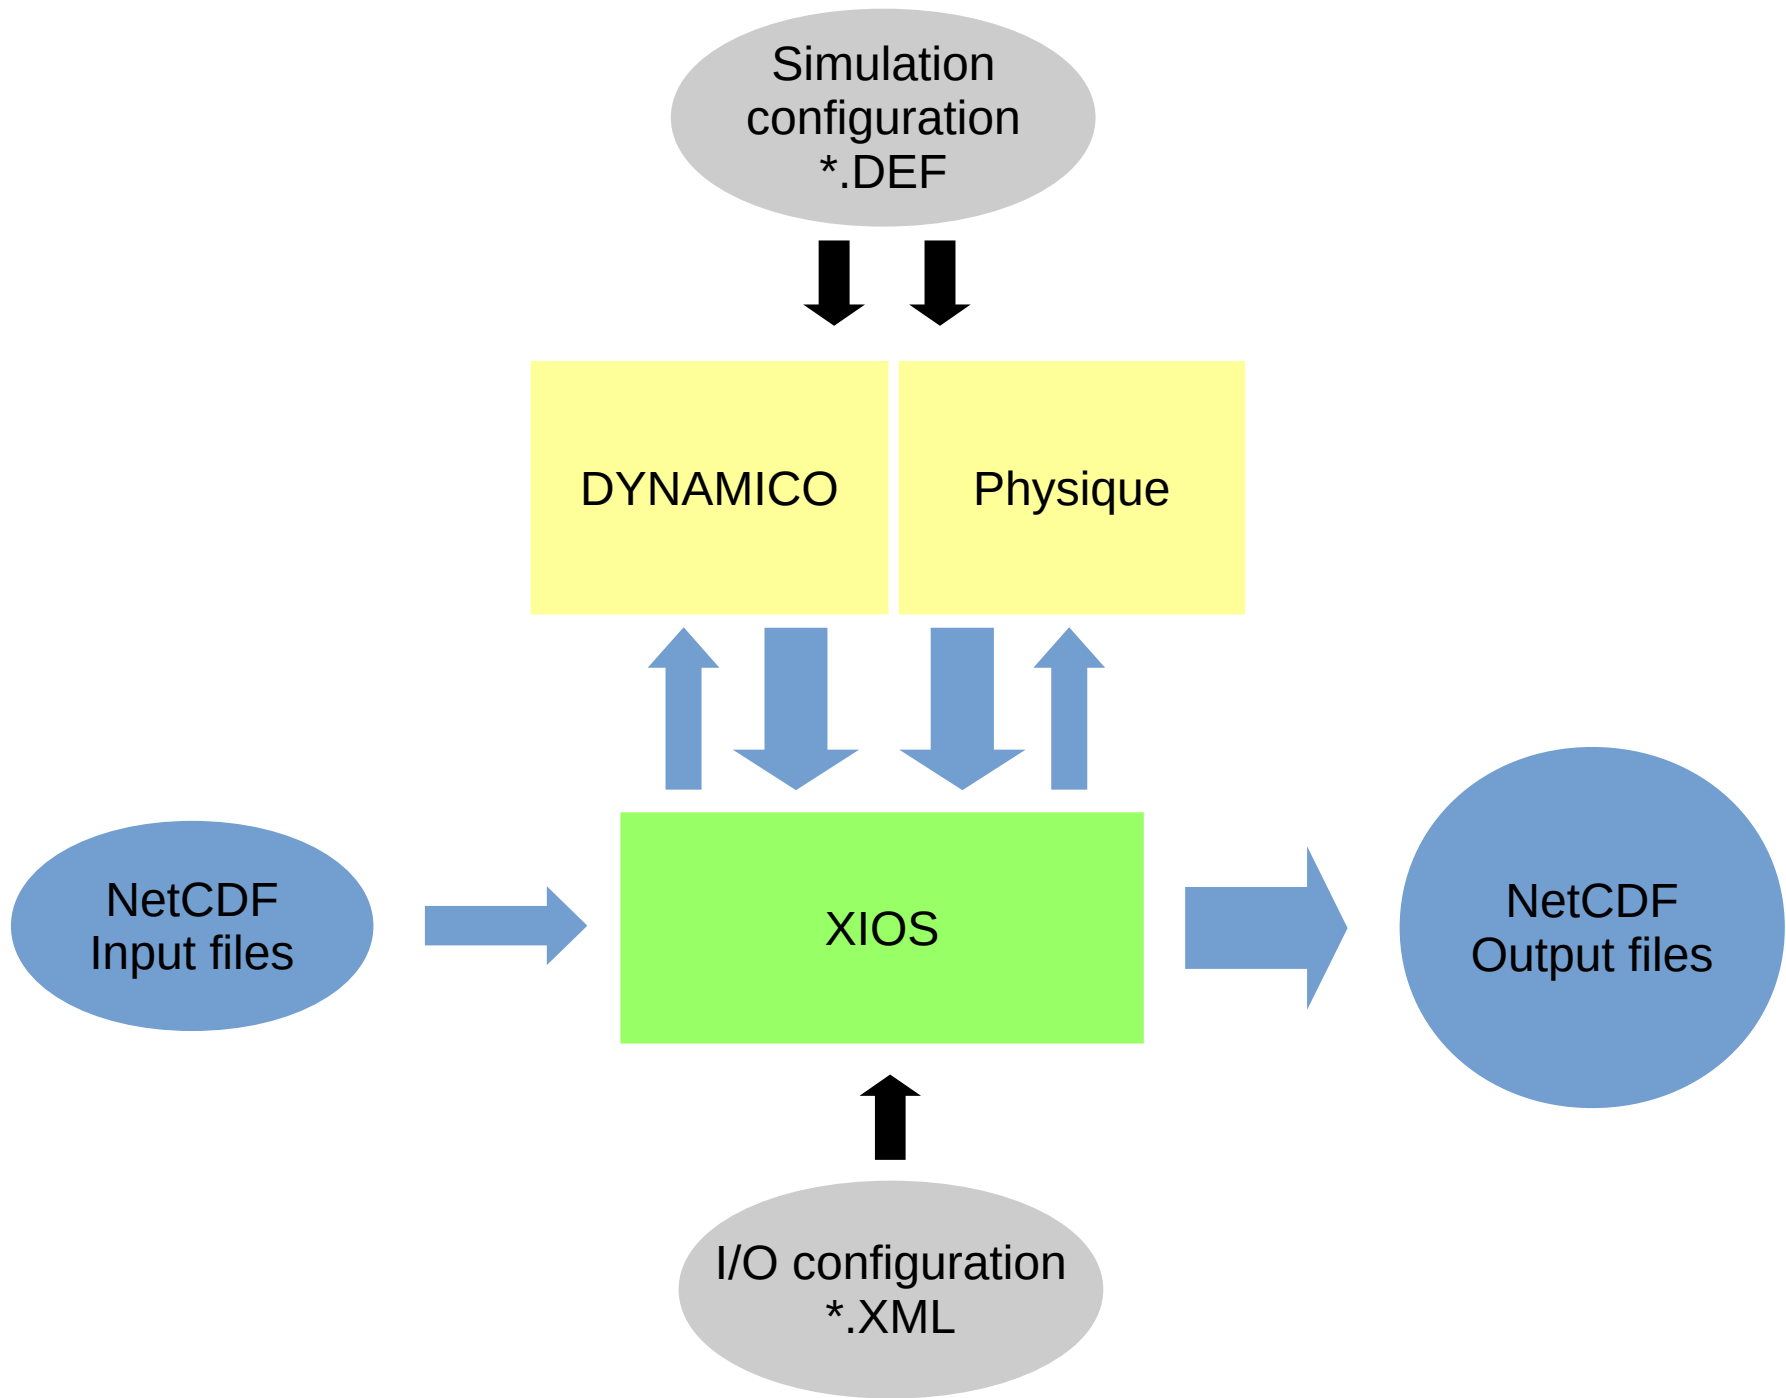 Simulation
configuration
*.DEF
DYNAMICO
Physique
NetCDF
Input files
XIOS
NetCDF
Output files
I/O configuration
*.XML